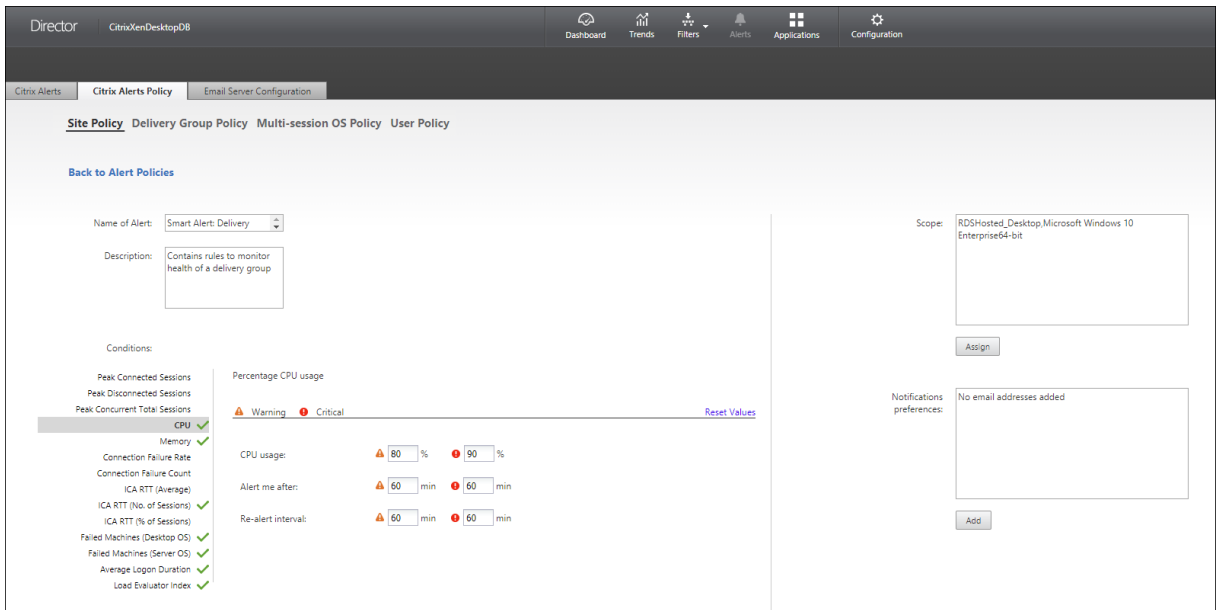 Director CitrixXenDesktopDB
Dashboard Trends Filters Alerts Applications Configuration
Citrix Alerts Citrix Alerts Policy Email Server Configuration
Site Policy Delivery Group Policy Multi-session OS Policy User Policy
Back to Alert Policies
Name of Alert: Smart Alert: Delivery
Description: Contains rules to monitor
health of a delivery group
Conditions:
Peak Connected Sessions
Peak Disconnected Sessions
Peak Concurrent Total Sessions
CPU
Memory
Connection Failure Rate
Connection Failure Count
ICA RTT (Average)
ICA RTT (No. of Sessions)
ICA RTT (% of Sessions)
Failed Machines (Desktop OS)
Failed Machines (Server OS)
Average Logon Duration
Load Evaluator Index
Percentage CPU usage
Warning Critical Reset Values
CPU usage: 80 % 90 %
Alert me after: 60 min 60 min
Re-alert interval: 60 min 60 min
Scope: RDSHosted_Desktop,Microsoft Windows 10
Enterprise64-bit
Assign
Notifications
preferences:
No email addresses added
Add